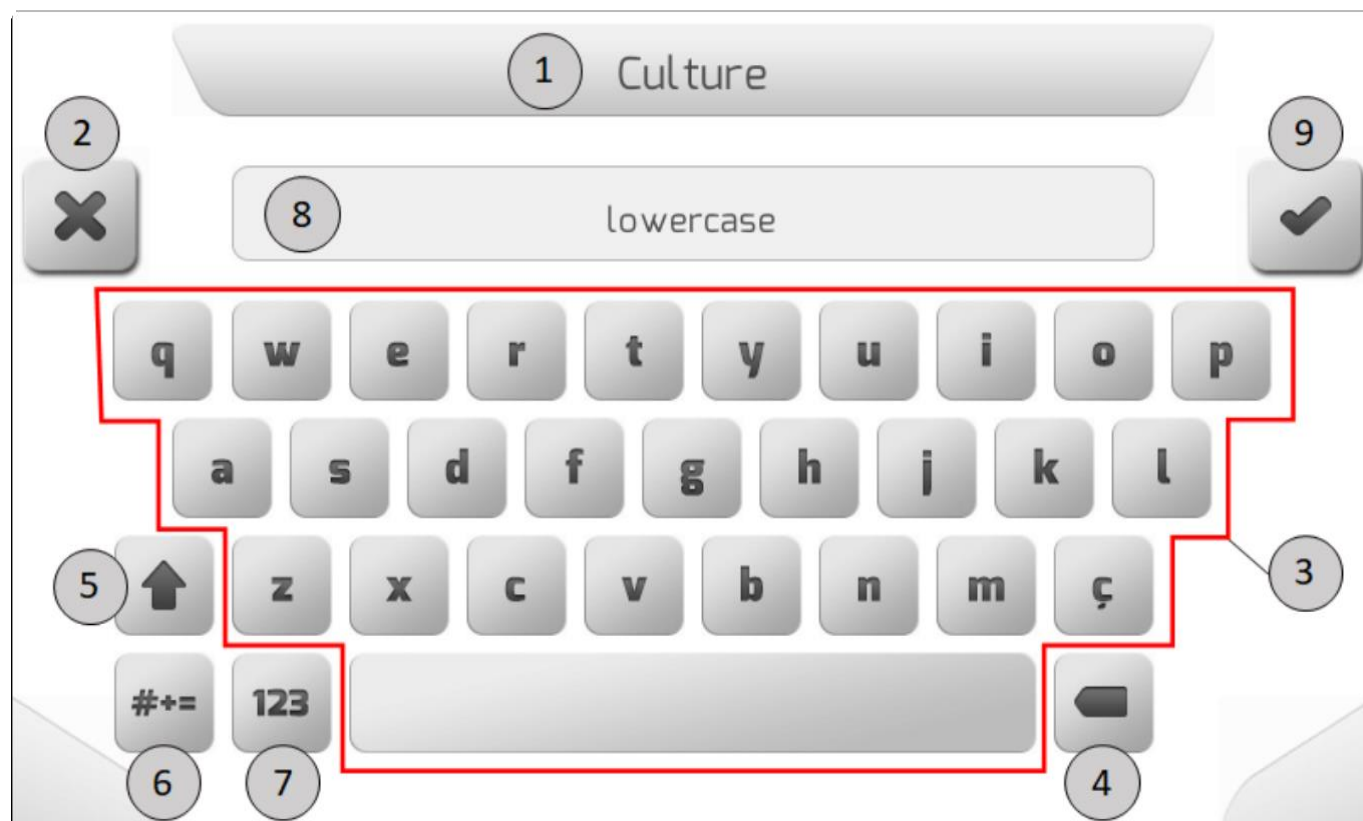 1 Culture
2 9
8 lowercase
q w e r t y u i o p
a s d f g h j k l
5 z x c v b n m ç 3
#+= 123
6 7 4